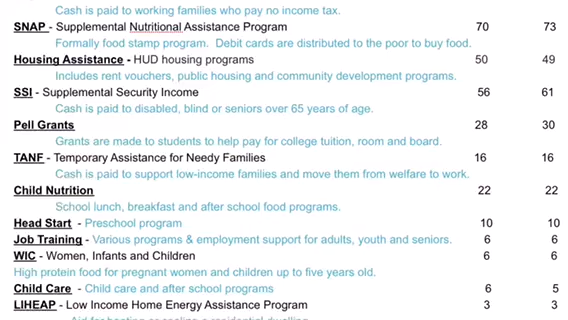 Cash is paid to working families who pay no income tax.
SNAP - Supplemental Nutritional Assistance Program 70 73
Formally food stamp program. Debit cards are distributed to the poor to buy food.
Housing Assistance - HUD housing programs 50 49
Includes rent vouchers, public housing and community development programs.
SSI - Supplemental Security Income 56 61
Cash is paid to disabled, blind or seniors over 65 years of age.
Pell Grants 28 30
Grants are made to students to help pay for college tuition, room and board.
TANF - Temporary Assistance for Needy Families 16 16
Cash is paid to support low-income families and move them from welfare to work.
Child Nutrition 22 22
School lunch, breakfast and after school food programs.
Head Start - Preschool program 10 10
Job Training - Various programs & employment support for adults, youth and seniors. 6 6
WIC - Women, Infants and Children 6 6
High protein food for pregnant women and children up to five years old.
Child Care - Child care and after school programs 6 5
LIHEAP - Low Income Home Energy Assistance Program 3 3
Aid for heating or cooling a residential dwelling